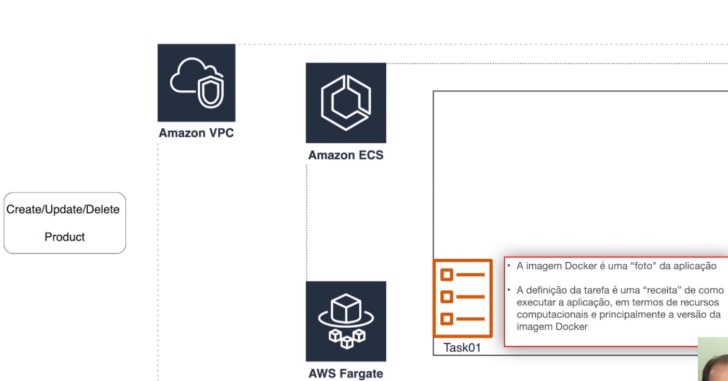 Amazon VPC
Amazon ECS
Create/Update/Delete
Product
‣ A imagem Docker é uma “foto” da aplicação
‣ A definição da tarefa é uma “receita” de como
executar a aplicação, em termos de recursos
computacionais e principalmente a versão da
imagem Docker
Task01
AWS Fargate